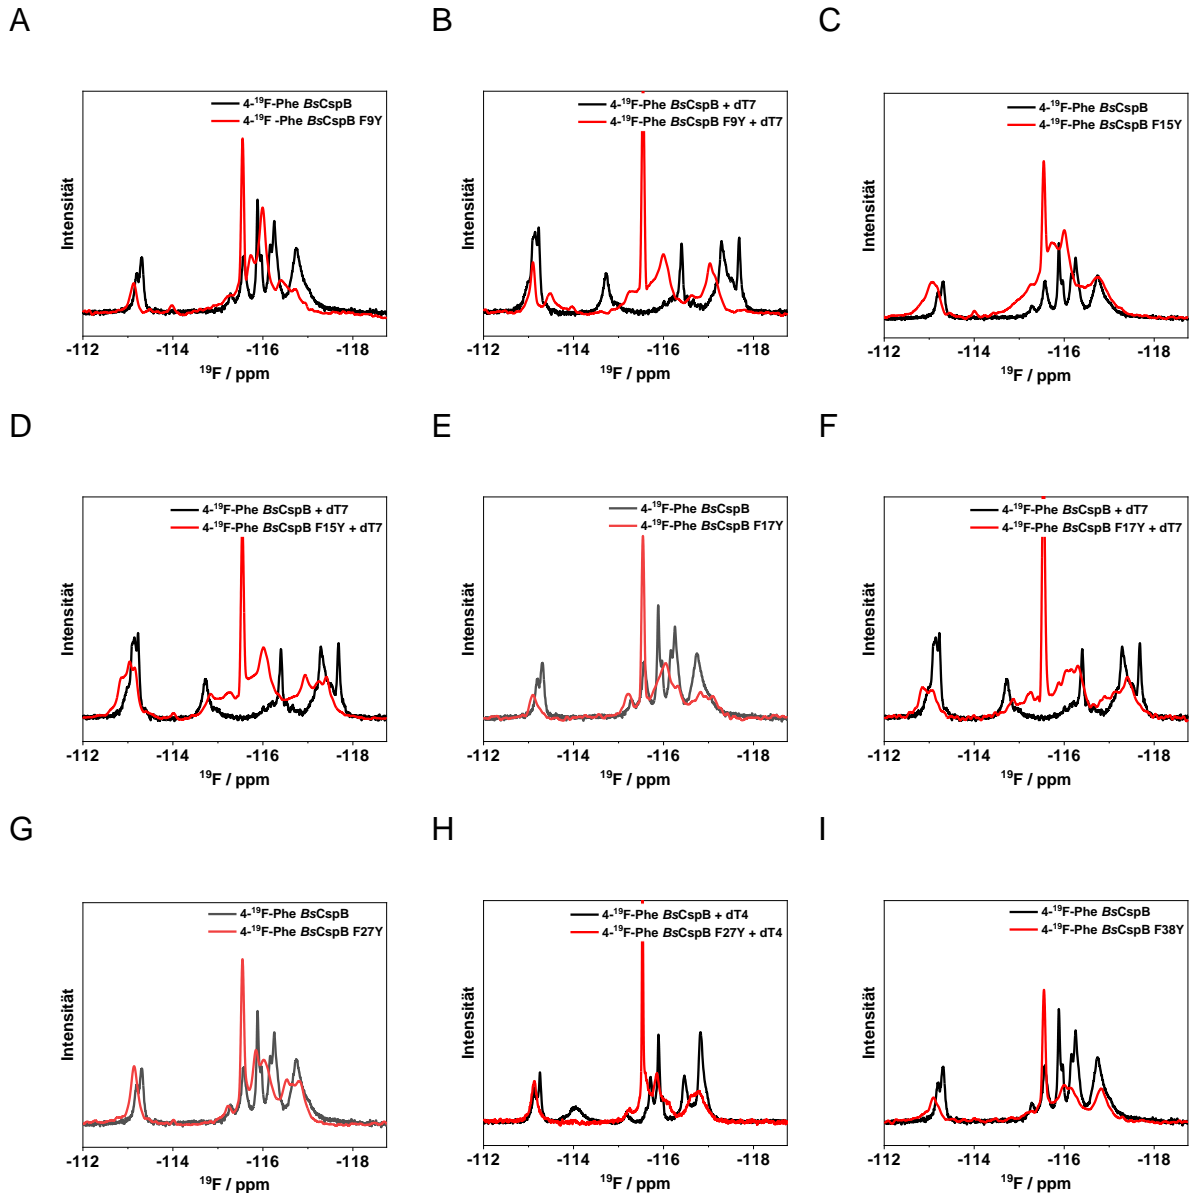 A
B
C
4-¹⁹F-Phe BsCspB
4-¹⁹F -Phe BsCspB F9Y
Intensität
-112 -114 -116 -118
¹⁹F / ppm
4-¹⁹F-Phe BsCspB + dT7
4-¹⁹F-Phe BsCspB F9Y + dT7
Intensität
-112 -114 -116 -118
¹⁹F / ppm
4-¹⁹F-Phe BsCspB
4-¹⁹F-Phe BsCspB F15Y
Intensität
-112 -114 -116 -118
¹⁹F / ppm
D
E
F
4-¹⁹F-Phe BsCspB + dT7
4-¹⁹F-Phe BsCspB F15Y + dT7
Intensität
-112 -114 -116 -118
¹⁹F / ppm
4-¹⁹F-Phe BsCspB
4-¹⁹F-Phe BsCspB F17Y
Intensität
-112 -114 -116 -118
¹⁹F / ppm
4-¹⁹F-Phe BsCspB + dT7
4-¹⁹F-Phe BsCspB F17Y + dT7
Intensität
-112 -114 -116 -118
¹⁹F / ppm
G
H
I
4-¹⁹F-Phe BsCspB
4-¹⁹F-Phe BsCspB F27Y
Intensität
-112 -114 -116 -118
¹⁹F / ppm
4-¹⁹F-Phe BsCspB + dT4
4-¹⁹F-Phe BsCspB F27Y + dT4
Intensität
-112 -114 -116 -118
¹⁹F / ppm
4-¹⁹F-Phe BsCspB
4-¹⁹F-Phe BsCspB F38Y
Intensität
-112 -114 -116 -118
¹⁹F / ppm